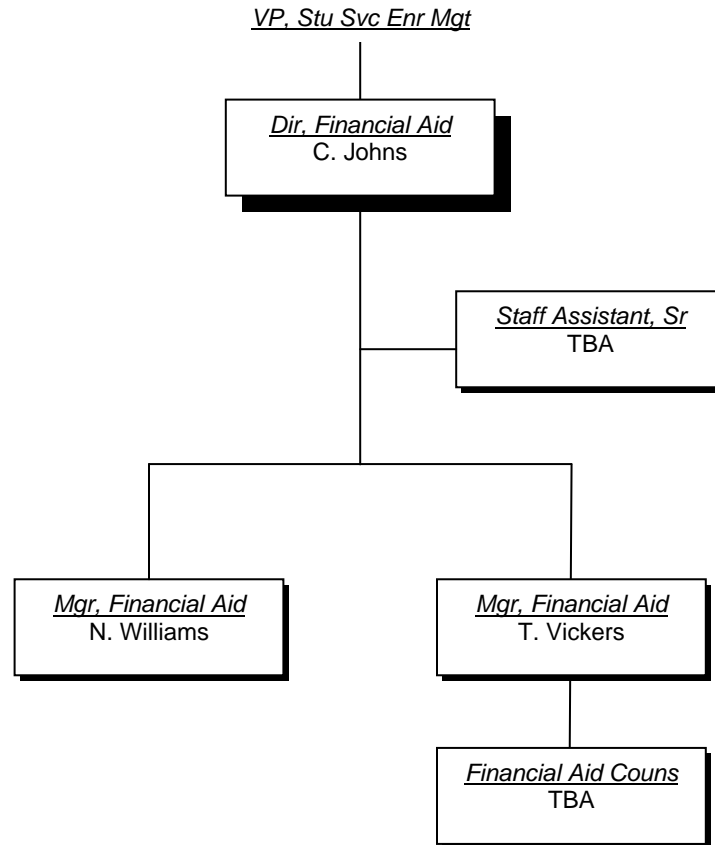 VP, Stu Svc Enr Mgt
Dir, Financial Aid
C. Johns
Staff Assistant, Sr
TBA
Mgr, Financial Aid
N. Williams
Mgr, Financial Aid
T. Vickers
Financial Aid Couns
TBA